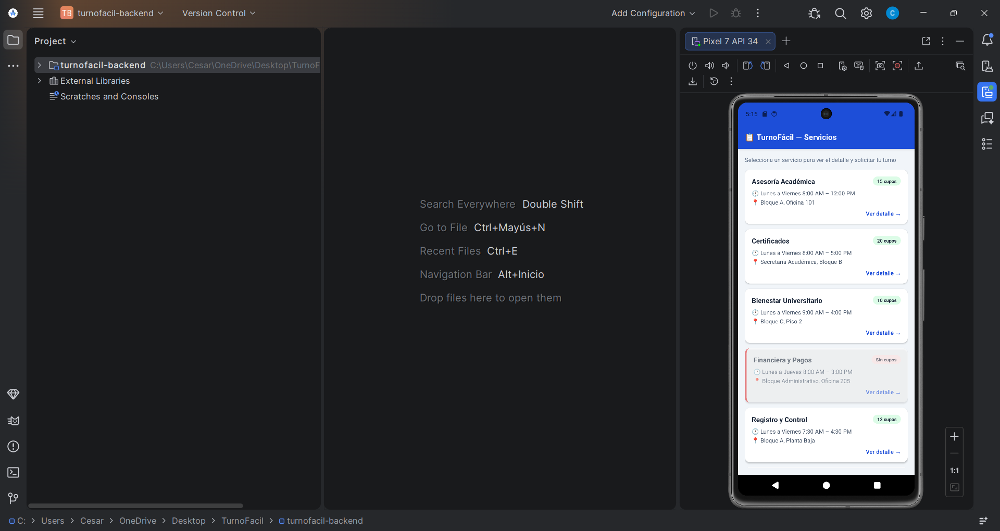 TB turnofacil-backend
Version Control
Add Configuration
C
Project
turnofacil-backend C:\Users\Cesar\OneDrive\Desktop\TurnoF
External Libraries
Scratches and Consoles
Search Everywhere Double Shift
Go to File Ctrl+Mayús+N
Recent Files Ctrl+E
Navigation Bar Alt+Inicio
Drop files here to open them
Pixel 7 API 34
5:15
📋 TurnoFácil – Servicios
Selecciona un servicio para ver el detalle y solicitar tu turno
Asesoría Académica
15 cupos
Lunes a Viernes 8:00 AM – 12:00 PM
Bloque A, Oficina 101
Ver detalle →
Certificados
20 cupos
Lunes a Viernes 8:00 AM – 5:00 PM
Secretaría Académica, Bloque B
Ver detalle →
Bienestar Universitario
10 cupos
Lunes a Viernes 9:00 AM – 4:00 PM
Bloque C, Piso 2
Ver detalle →
Financiera y Pagos
Sin cupos
Lunes a Jueves 8:00 AM – 3:00 PM
Bloque Administrativo, Oficina 205
Ver detalle →
Registro y Control
12 cupos
Lunes a Viernes 7:30 AM – 4:30 PM
Bloque A, Planta Baja
Ver detalle →
1:1
C: > Users > Cesar > OneDrive > Desktop > TurnoFacil > turnofacil-backend